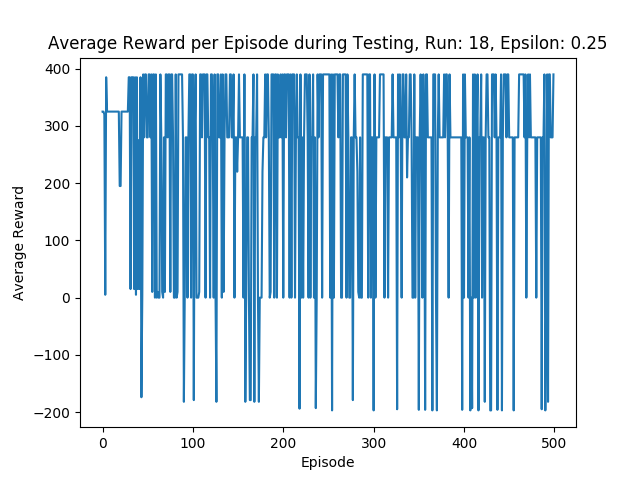 Average Reward per Episode during Testing, Run: 18, Epsilon: 0.25
400
300
200
100
0
−100
−200
Average Reward
0 100 200 300 400 500
Episode